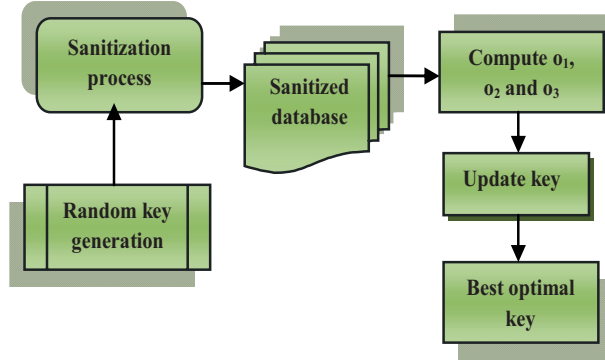 Sanitization
process
Sanitized
database
Compute o₁,
o₂ and o₃
Update key
Random key
generation
Best optimal
key